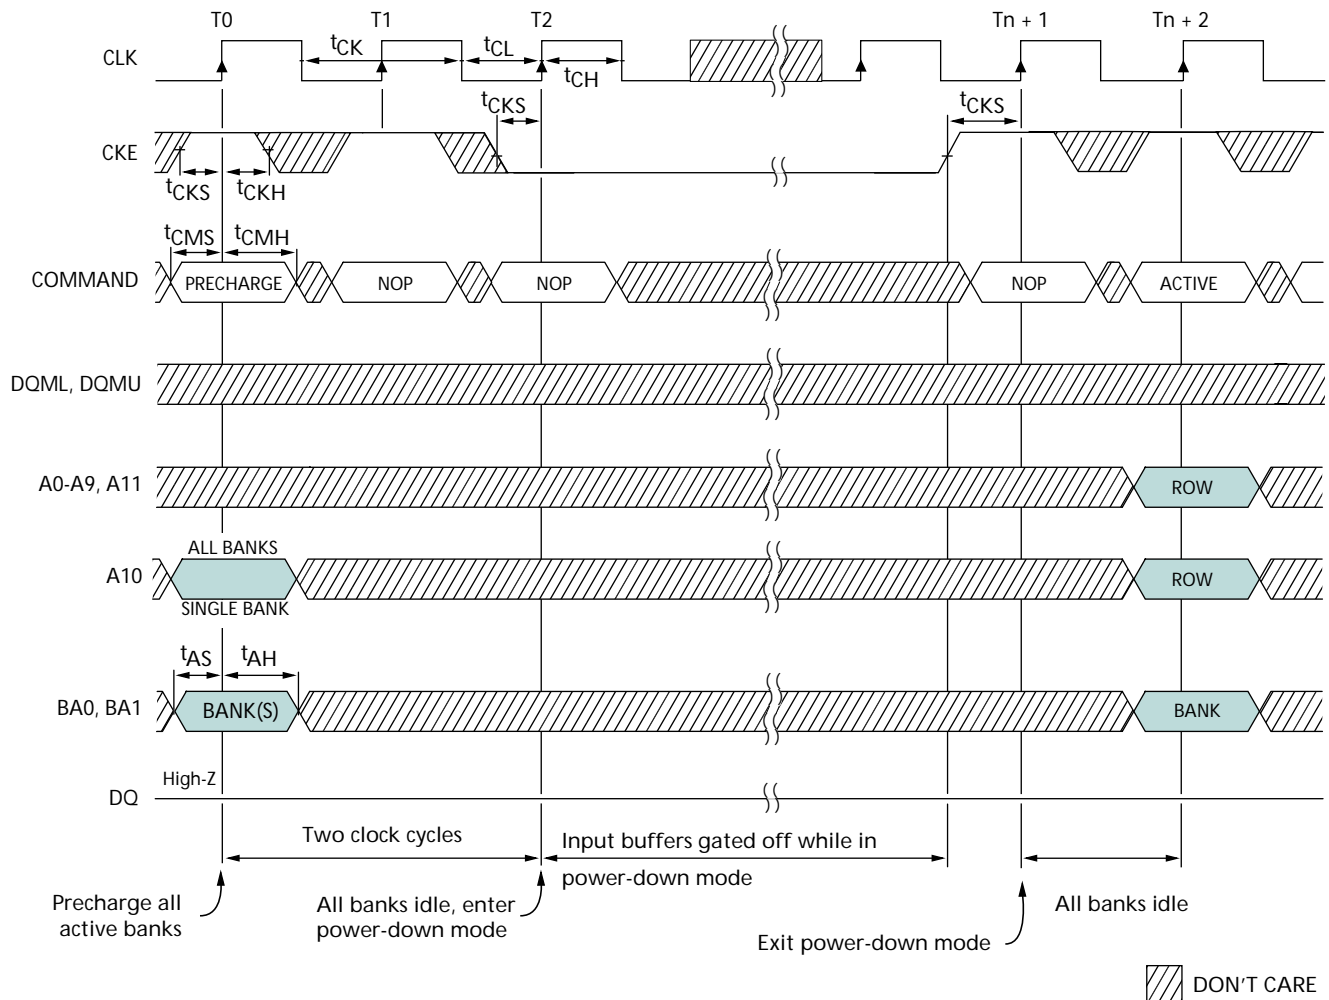 T0 T1 T2 Tn + 1 Tn + 2
CLK
tCK tCL
tCH
tCKS tCKS
CKE
tCKS tCKH
tCMS tCMH
COMMAND PRECHARGE NOP NOP NOP ACTIVE
DQML, DQMU
A0-A9, A11 ROW
ALL BANKS
A10 ROW
SINGLE BANK
tAS tAH
BA0, BA1 BANK(S) BANK
High-Z
DQ
Two clock cycles
Input buffers gated off while in
power-down mode
Precharge all
active banks
All banks idle, enter
power-down mode
Exit power-down mode
All banks idle
DON'T CARE